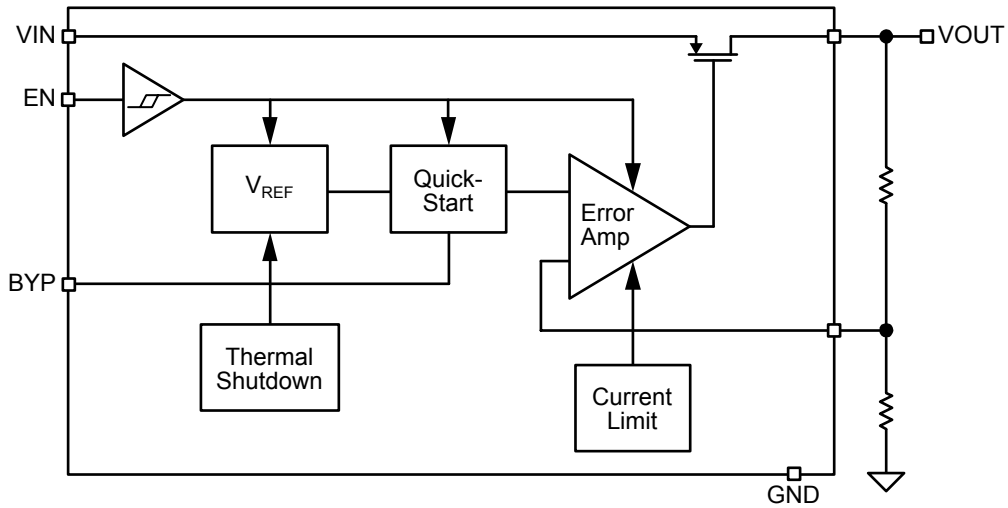 VIN
VOUT
EN
VREF
Quick-
Start
Error
Amp
BYP
Thermal
Shutdown
Current
Limit
GND